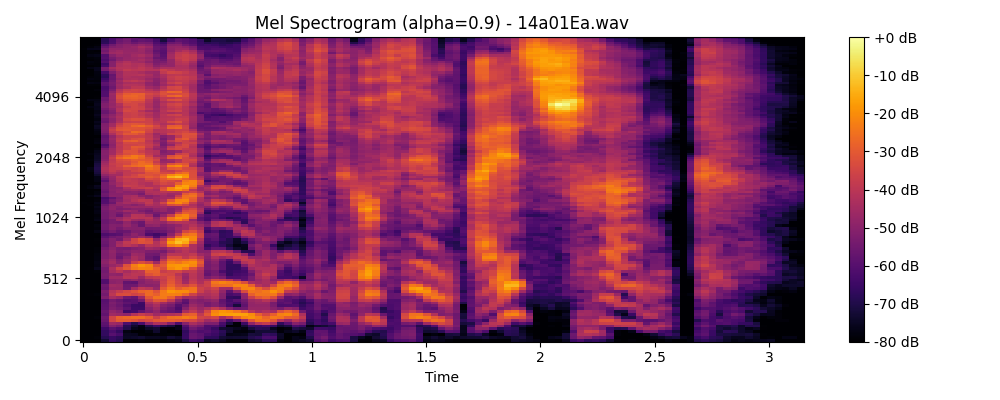 Mel Spectrogram (alpha=0.9) - 14a01Ea.wav
Mel Frequency
4096
2048
1024
512
0
0
0.5
1
1.5
2
2.5
3
Time
+0 dB
-10 dB
-20 dB
-30 dB
-40 dB
-50 dB
-60 dB
-70 dB
-80 dB